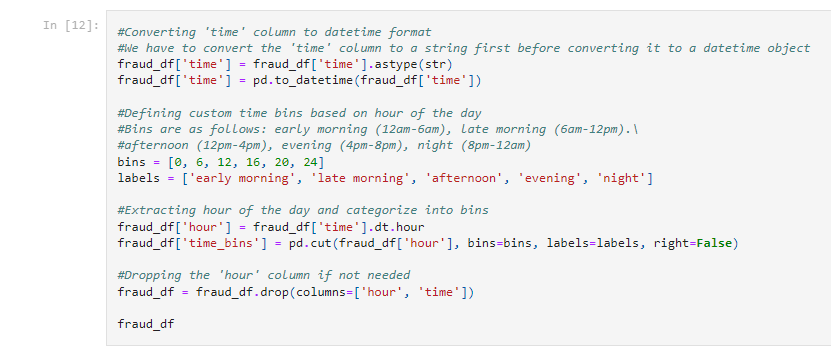 In [12]:
#Converting 'time' column to datetime format
#We have to convert the 'time' column to a string first before converting it to a datetime object
fraud_df['time'] = fraud_df['time'].astype(str)
fraud_df['time'] = pd.to_datetime(fraud_df['time'])
#Defining custom time bins based on hour of the day
#Bins are as follows: early morning (12am-6am), late morning (6am-12pm).\
#afternoon (12pm-4pm), evening (4pm-8pm), night (8pm-12am)
bins = [0, 6, 12, 16, 20, 24]
labels = ['early morning', 'late morning', 'afternoon', 'evening', 'night']
#Extracting hour of the day and categorize into bins
fraud_df['hour'] = fraud_df['time'].dt.hour
fraud_df['time_bins'] = pd.cut(fraud_df['hour'], bins=bins, labels=labels, right=False)
#Dropping the 'hour' column if not needed
fraud_df = fraud_df.drop(columns=['hour', 'time'])
fraud_df